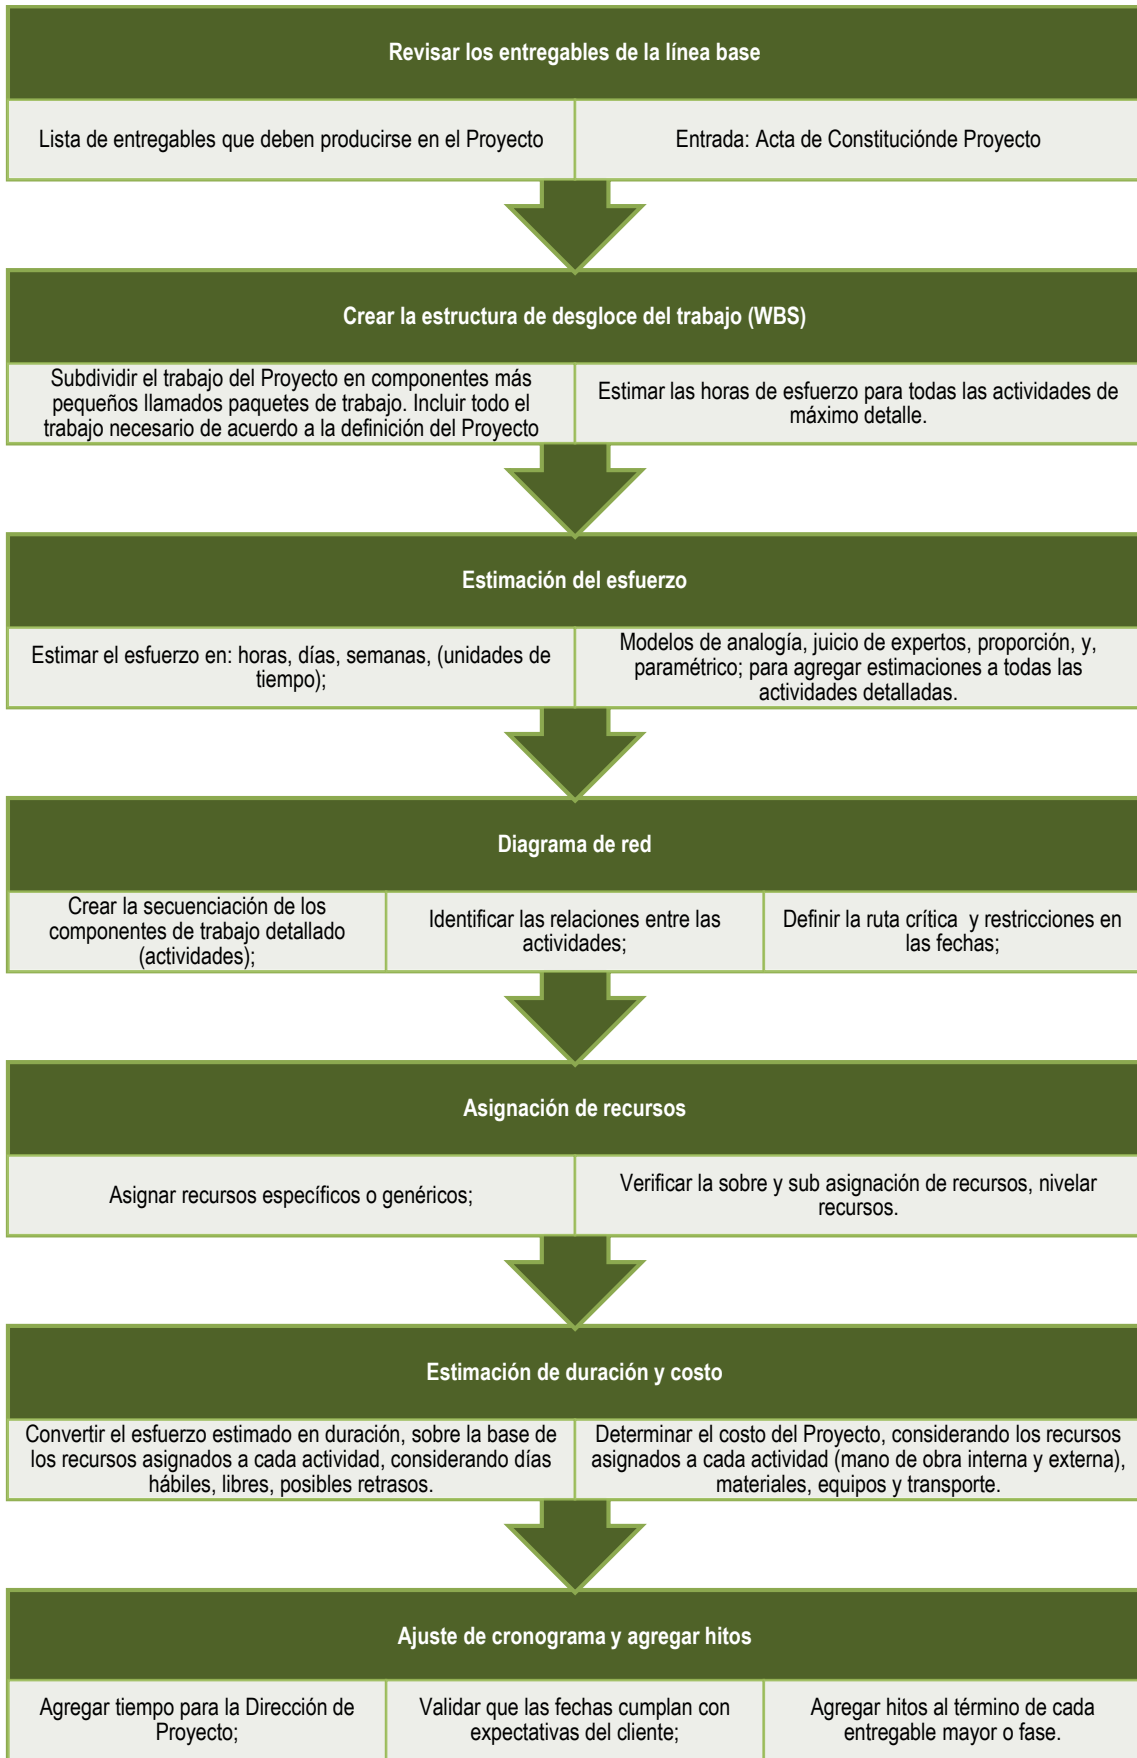 Revisar los entregables de la línea base
Lista de entregables que deben producirse en el Proyecto
Entrada: Acta de Constituciónde Proyecto
Crear la estructura de desgloce del trabajo (WBS)
Subdividir el trabajo del Proyecto en componentes más
pequeños llamados paquetes de trabajo. Incluir todo el
trabajo necesario de acuerdo a la definición del Proyecto
Estimar las horas de esfuerzo para todas las actividades de
máximo detalle.
Estimación del esfuerzo
Estimar el esfuerzo en: horas, días, semanas, (unidades de
tiempo);
Modelos de analogía, juicio de expertos, proporción, y,
paramétrico; para agregar estimaciones a todas las
actividades detalladas.
Diagrama de red
Crear la secuenciación de los
componentes de trabajo detallado
(actividades);
Identificar las relaciones entre las
actividades;
Definir la ruta crítica y restricciones en
las fechas;
Asignación de recursos
Asignar recursos específicos o genéricos;
Verificar la sobre y sub asignación de recursos, nivelar
recursos.
Estimación de duración y costo
Convertir el esfuerzo estimado en duración, sobre la base de
los recursos asignados a cada actividad, considerando días
hábiles, libres, posibles retrasos.
Determinar el costo del Proyecto, considerando los recursos
asignados a cada actividad (mano de obra interna y externa),
materiales, equipos y transporte.
Ajuste de cronograma y agregar hitos
Agregar tiempo para la Dirección de
Proyecto;
Validar que las fechas cumplan con
expectativas del cliente;
Agregar hitos al término de cada
entregable mayor o fase.